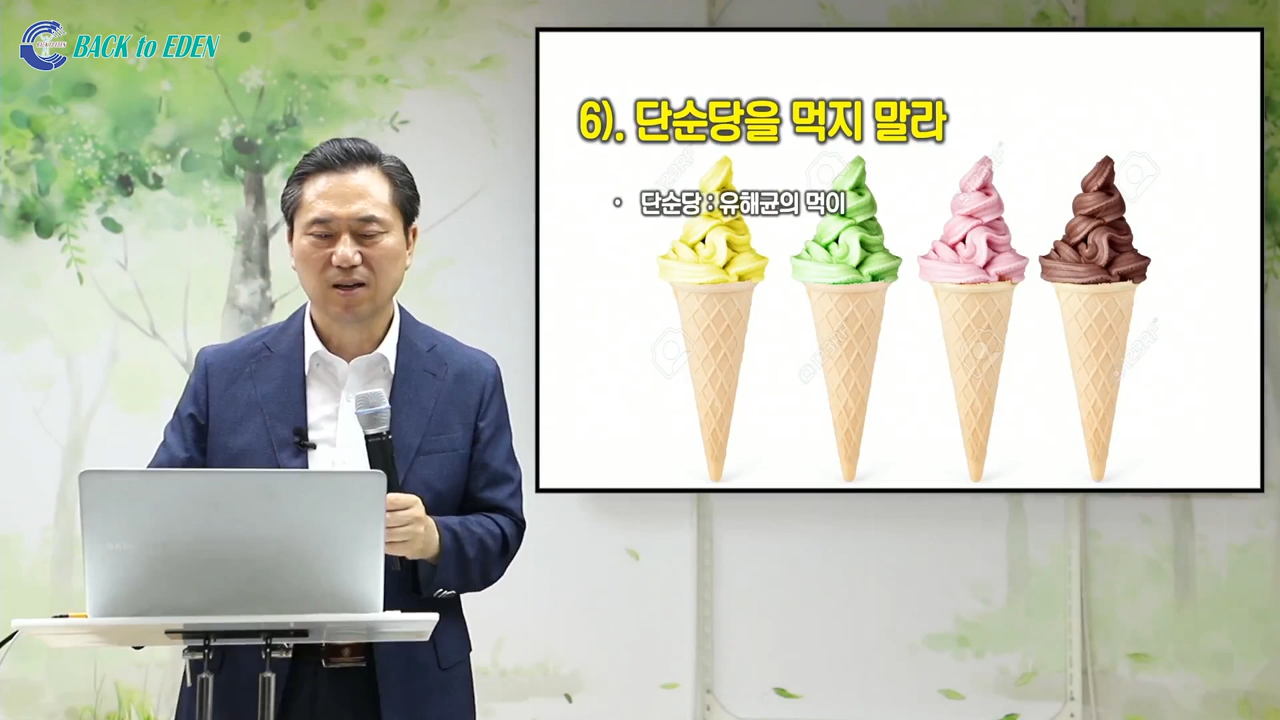 BACK to EDEN
6). 단순당을 먹지 말라
· 단순당 : 유해균의 먹이